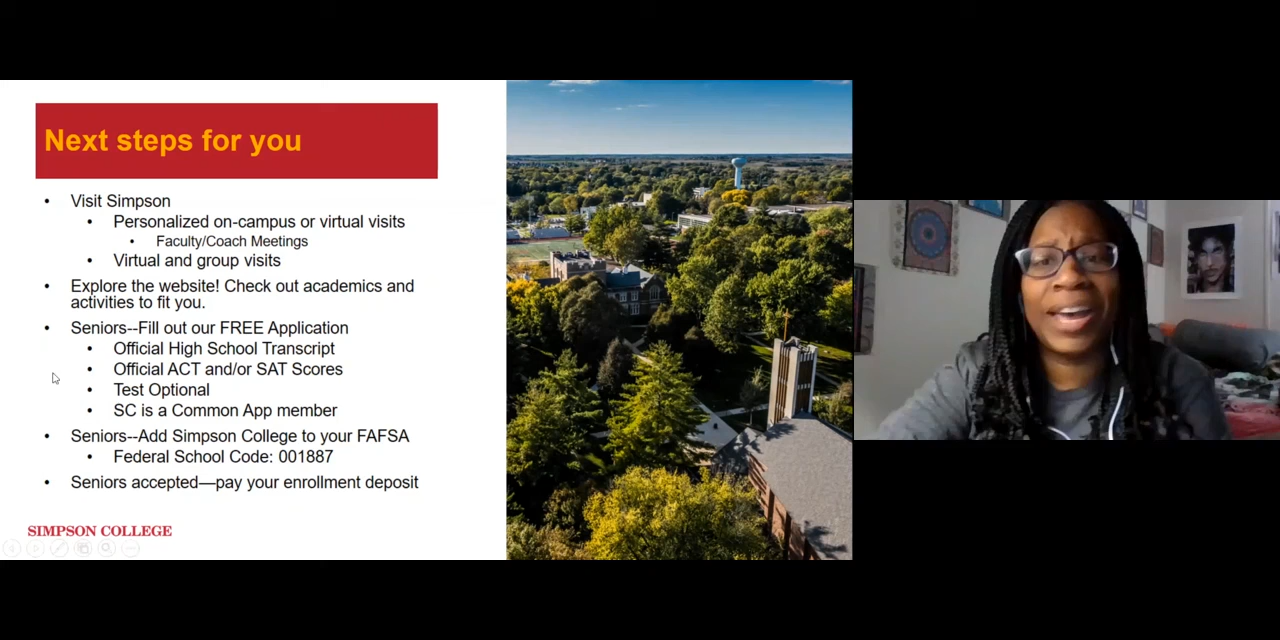 Next steps for you
Visit Simpson
Personalized on-campus or virtual visits
Faculty/Coach Meetings
Virtual and group visits
Explore the website! Check out academics and
activities to fit you.
Seniors--Fill out our FREE Application
Official High School Transcript
Official ACT and/or SAT Scores
Test Optional
SC is a Common App member
Seniors--Add Simpson College to your FAFSA
Federal School Code: 001887
Seniors accepted—pay your enrollment deposit
SIMPSON COLLEGE